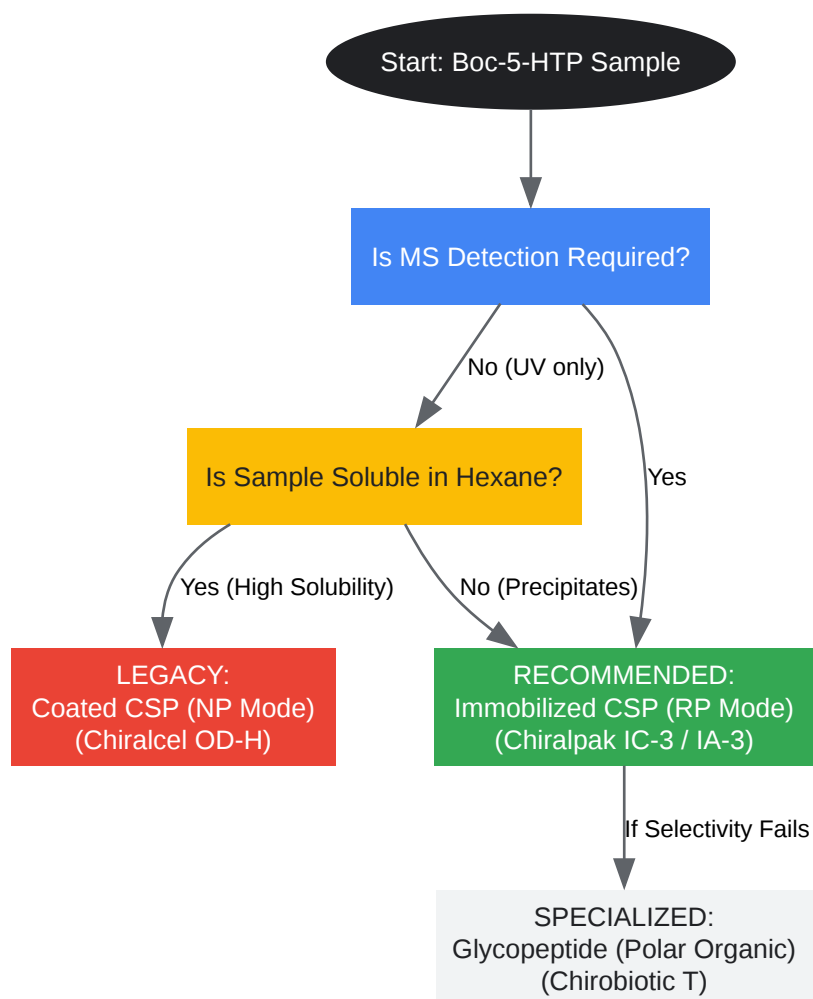 Start: Boc-5-HTP Sample
Is MS Detection Required?
No (UV only)
Yes
Is Sample Soluble in Hexane?
Yes (High Solubility)
No (Precipitates)
LEGACY:
Coated CSP (NP Mode)
(Chiralcel OD-H)
RECOMMENDED:
Immobilized CSP (RP Mode)
(Chiralpak IC-3 / IA-3)
If Selectivity Fails
SPECIALIZED:
Glycopeptide (Polar Organic)
(Chirobiotic T)